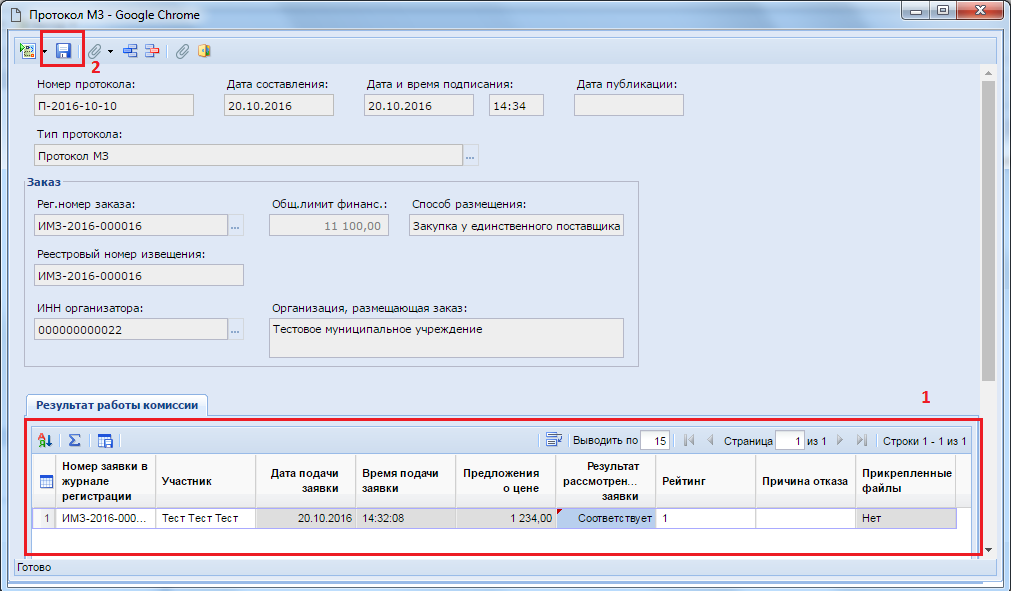 Протокол МЗ - Google Chrome
2
Номер протокола: Дата составления: Дата и время подписания: Дата публикации:
П-2016-10-10 20.10.2016 20.10.2016 14:34
Тип протокола:
Протокол МЗ ...
Заказ
Рег.номер заказа: Общ.лимит финанс.: Способ размещения:
ИМЗ-2016-000016 ... 11 100,00 Закупка у единственного поставщика
Реестровый номер извещения:
ИМЗ-2016-000016
ИНН организатора: Организация, размещающая заказ:
000000000022 ... Тестовое муниципальное учреждение
1
Результат работы комиссии
Выводить по 15 Страница 1 из 1 Строки 1 - 1 из 1
Номер заявки в журнале регистрации Участник Дата подачи заявки Время подачи заявки Предложения о цене Результат рассмотрен... заявки Рейтинг Причина отказа Прикрепленные файлы
1 ИМЗ-2016-000... Тест Тест Тест 20.10.2016 14:32:08 1 234,00 Соответствует 1 Нет
Готово